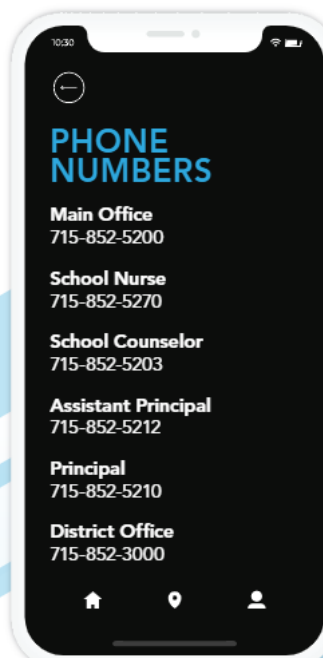 10:30
PHONE
NUMBERS
Main Office
715-852-5200
School Nurse
715-852-5270
School Counselor
715-852-5203
Assistant Principal
715-852-5212
Principal
715-852-5210
District Office
715-852-3000